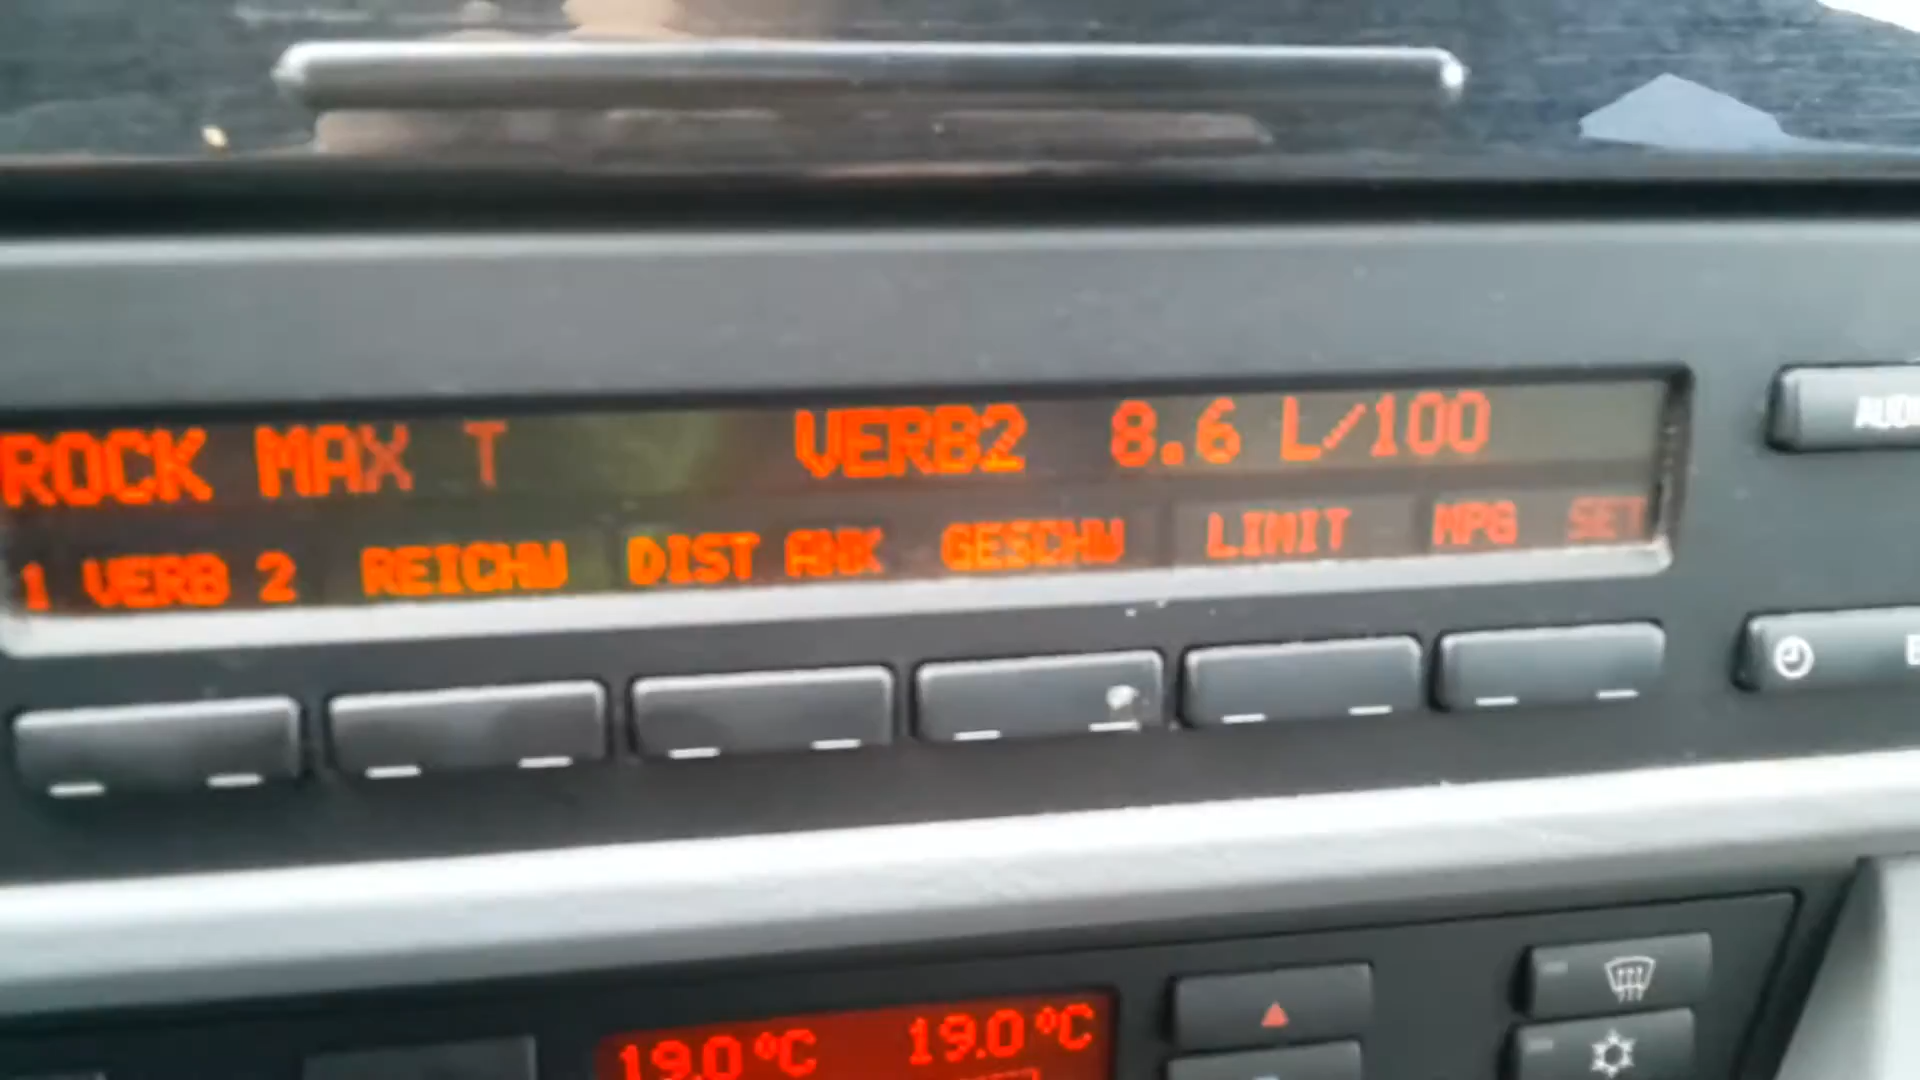 ROCK MAX T VERB2 8.6 L/100
1 VERB 2 REICHW DIST ANK GESCHW LIMIT MPG SET
19.0 °C 19.0 °C